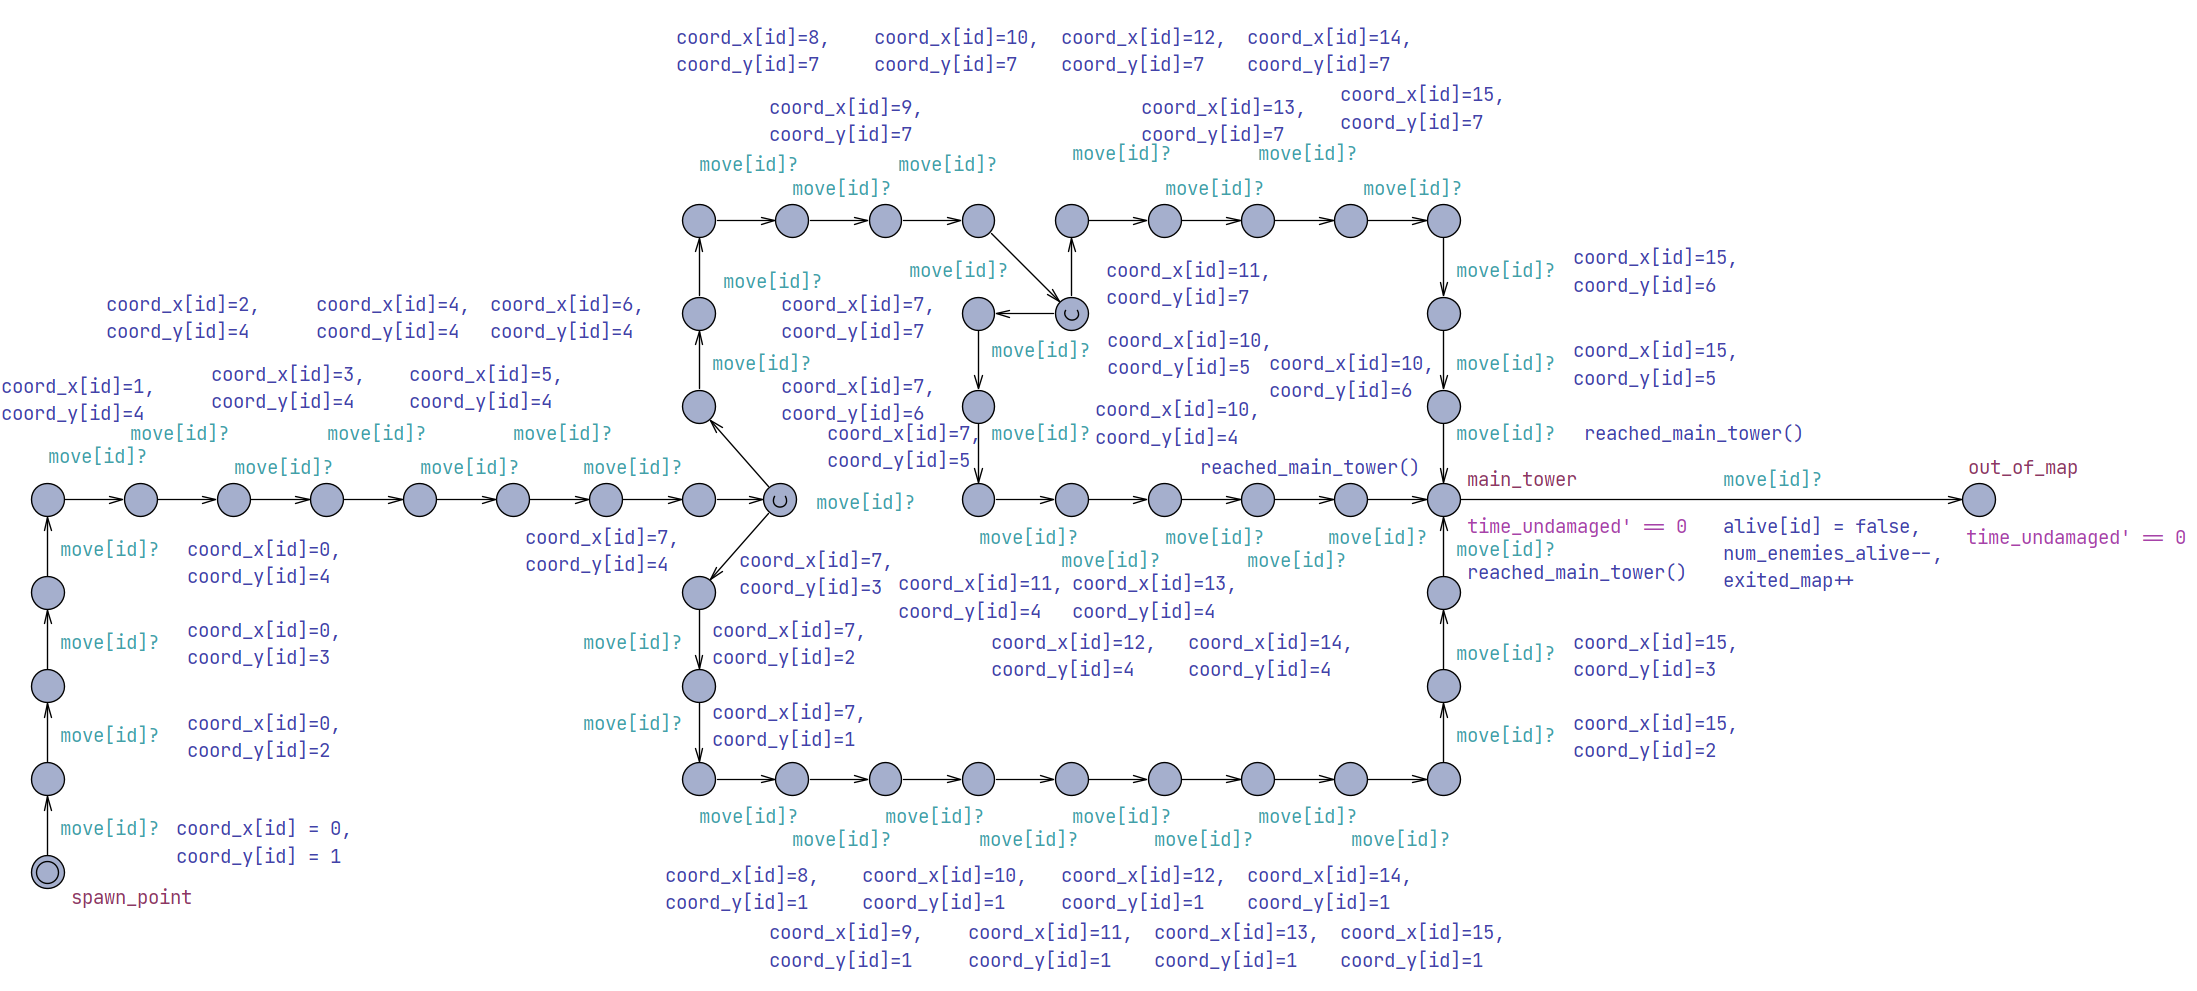 coord_x[id]=8,
coord_y[id]=7
coord_x[id]=10,
coord_y[id]=7
coord_x[id]=12,
coord_y[id]=7
coord_x[id]=14,
coord_y[id]=7
coord_x[id]=9,
coord_y[id]=7
coord_x[id]=13,
coord_y[id]=7
coord_x[id]=15,
coord_y[id]=7
move[id]?
move[id]?
move[id]?
move[id]?
move[id]?
move[id]?
move[id]?
move[id]?
move[id]?
coord_x[id]=7,
coord_y[id]=7
move[id]?
coord_x[id]=11,
coord_y[id]=7
move[id]?
coord_x[id]=15,
coord_y[id]=6
coord_x[id]=2,
coord_y[id]=4
coord_x[id]=4,
coord_y[id]=4
coord_x[id]=6,
coord_y[id]=4
move[id]?
coord_x[id]=7,
coord_y[id]=6
move[id]?
coord_x[id]=10,
coord_y[id]=5
coord_x[id]=10,
coord_y[id]=6
move[id]?
coord_x[id]=15,
coord_y[id]=5
coord_x[id]=1,
coord_y[id]=4
coord_x[id]=3,
coord_y[id]=4
coord_x[id]=5,
coord_y[id]=4
coord_x[id]=7,
coord_y[id]=5
move[id]?
coord_x[id]=10,
coord_y[id]=4
move[id]?
reached_main_tower()
move[id]?
move[id]?
move[id]?
move[id]?
move[id]?
move[id]?
move[id]?
reached_main_tower()
main_tower
move[id]?
out_of_map
move[id]?
time_undamaged' == 0
move[id]?
reached_main_tower()
alive[id] = false,
num_enemies_alive--,
exited_map++
time_undamaged' == 0
move[id]?
coord_x[id]=0,
coord_y[id]=4
coord_x[id]=7,
coord_y[id]=4
coord_x[id]=7,
coord_y[id]=3
move[id]?
move[id]?
move[id]?
move[id]?
move[id]?
coord_x[id]=11,
coord_y[id]=4
coord_x[id]=13,
coord_y[id]=4
coord_x[id]=12,
coord_y[id]=4
coord_x[id]=14,
coord_y[id]=4
move[id]?
coord_x[id]=0,
coord_y[id]=3
move[id]?
coord_x[id]=7,
coord_y[id]=2
move[id]?
coord_x[id]=15,
coord_y[id]=3
move[id]?
coord_x[id]=0,
coord_y[id]=2
move[id]?
coord_x[id]=7,
coord_y[id]=1
move[id]?
coord_x[id]=15,
coord_y[id]=2
move[id]?
coord_x[id] = 0,
coord_y[id] = 1
spawn_point
move[id]?
move[id]?
move[id]?
move[id]?
move[id]?
move[id]?
move[id]?
move[id]?
coord_x[id]=8,
coord_y[id]=1
coord_x[id]=10,
coord_y[id]=1
coord_x[id]=12,
coord_y[id]=1
coord_x[id]=14,
coord_y[id]=1
coord_x[id]=9,
coord_y[id]=1
coord_x[id]=11,
coord_y[id]=1
coord_x[id]=13,
coord_y[id]=1
coord_x[id]=15,
coord_y[id]=1